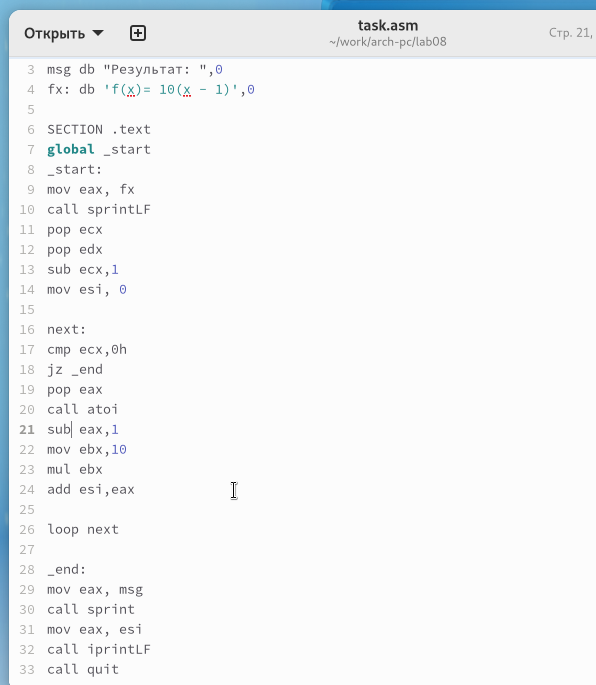 Открыть
task.asm
~/work/arch-pc/lab08
Стр. 21,
3 msg db "Результат: ",0
4 fx: db 'f(x)= 10(x - 1)',0
5
6 SECTION .text
7 global _start
8 _start:
9 mov eax, fx
10 call sprintLF
11 pop ecx
12 pop edx
13 sub ecx,1
14 mov esi, 0
15
16 next:
17 cmp ecx,0h
18 jz _end
19 pop eax
20 call atoi
21 sub eax,1
22 mov ebx,10
23 mul ebx
24 add esi,eax
25
26 loop next
27
28 _end:
29 mov eax, msg
30 call sprint
31 mov eax, esi
32 call iprintLF
33 call quit